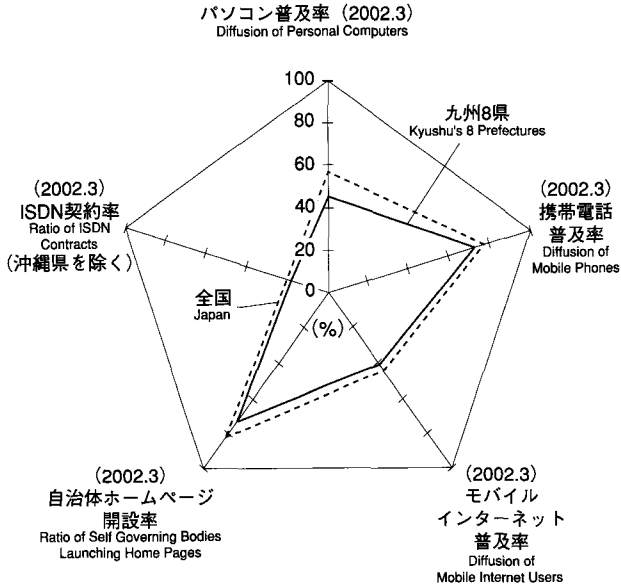 パソコン普及率（2002.3）
Diffusion of Personal Computers
100
80
60
40
20
0
(%)
九州8県
Kyushu's 8 Prefectures
（2002.3）
携帯電話
普及率
Diffusion of
Mobile Phones
（2002.3）
ISDN契約率
Ratio of ISDN
Contracts
（沖縄県を除く）
全国
Japan
（2002.3）
自治体ホームページ
開設率
Ratio of Self Governing Bodies
Launching Home Pages
（2002.3）
モバイル
インターネット
普及率
Diffusion of
Mobile Internet Users